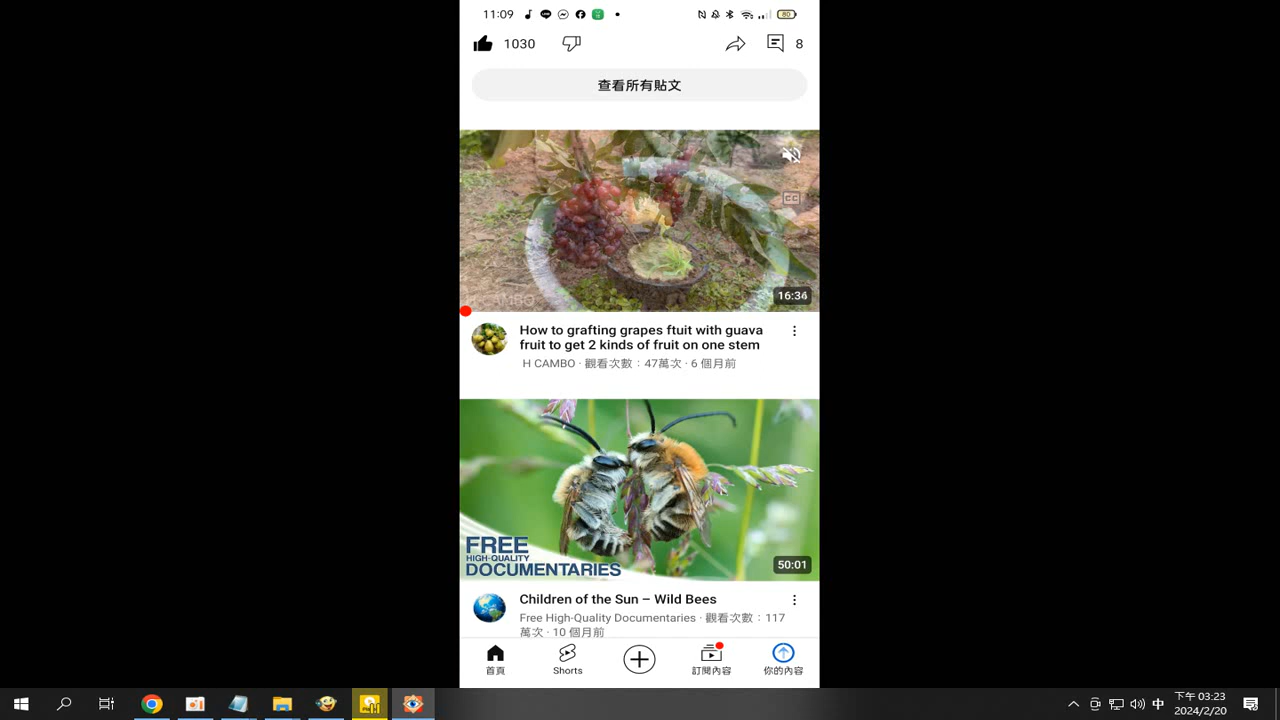 11:09
80
1030
8
查看所有貼文
CC
H CAMBO
16:34
How to grafting grapes ftuit with guava
fruit to get 2 kinds of fruit on one stem
H CAMBO · 觀看次數：47萬次 · 6 個月前
FREE
HIGH-QUALITY
DOCUMENTARIES
50:01
Children of the Sun – Wild Bees
Free High-Quality Documentaries · 觀看次數：117
萬次 · 10 個月前
首頁
Shorts
訂閱內容
你的內容
中
下午 03:23
2024/2/20